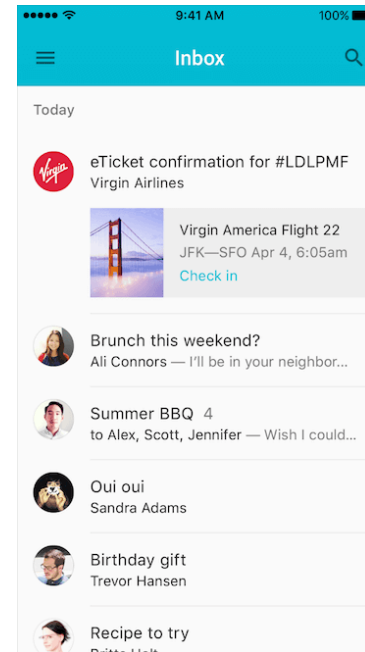 9:41 AM 100%
Inbox
Today
Virgin
eTicket confirmation for #LDLPMF
Virgin Airlines
Virgin America Flight 22
JFK—SFO Apr 4, 6:05am
Check in
Brunch this weekend?
Ali Connors — I'll be in your neighbor...
Summer BBQ 4
to Alex, Scott, Jennifer — Wish I could...
Oui oui
Sandra Adams
Birthday gift
Trevor Hansen
Recipe to try